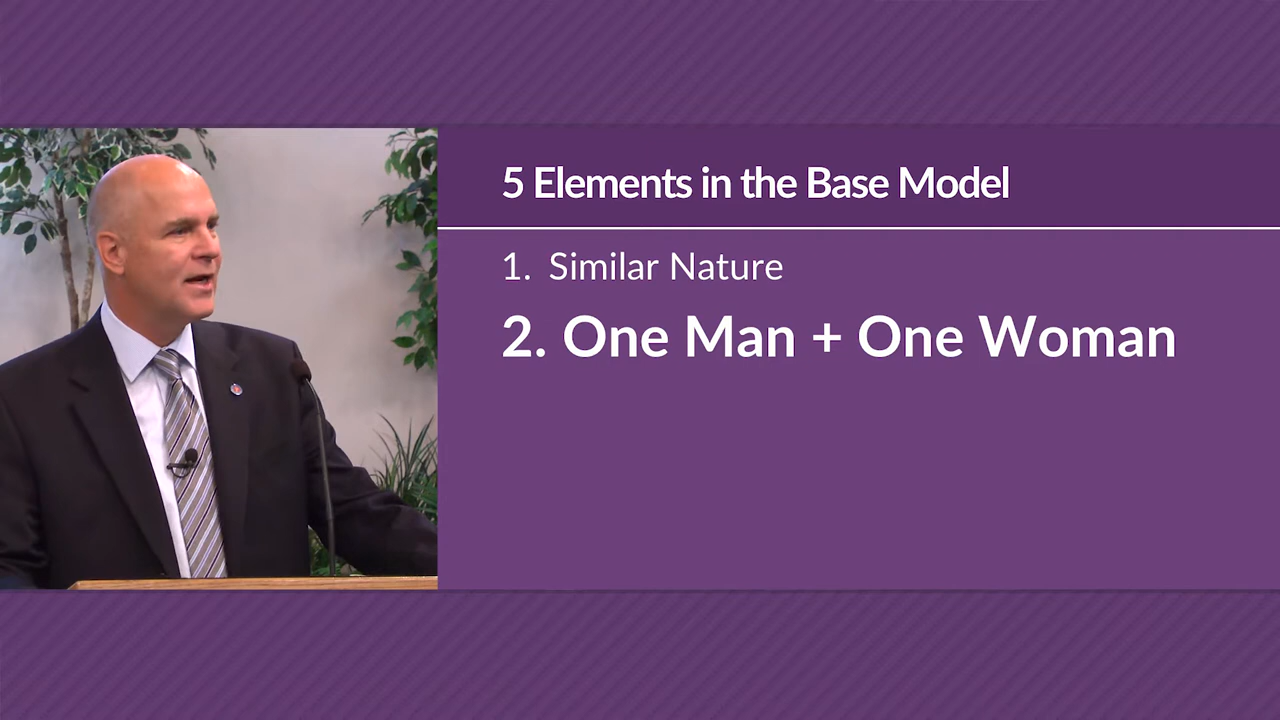 5 Elements in the Base Model
1. Similar Nature
2. One Man + One Woman